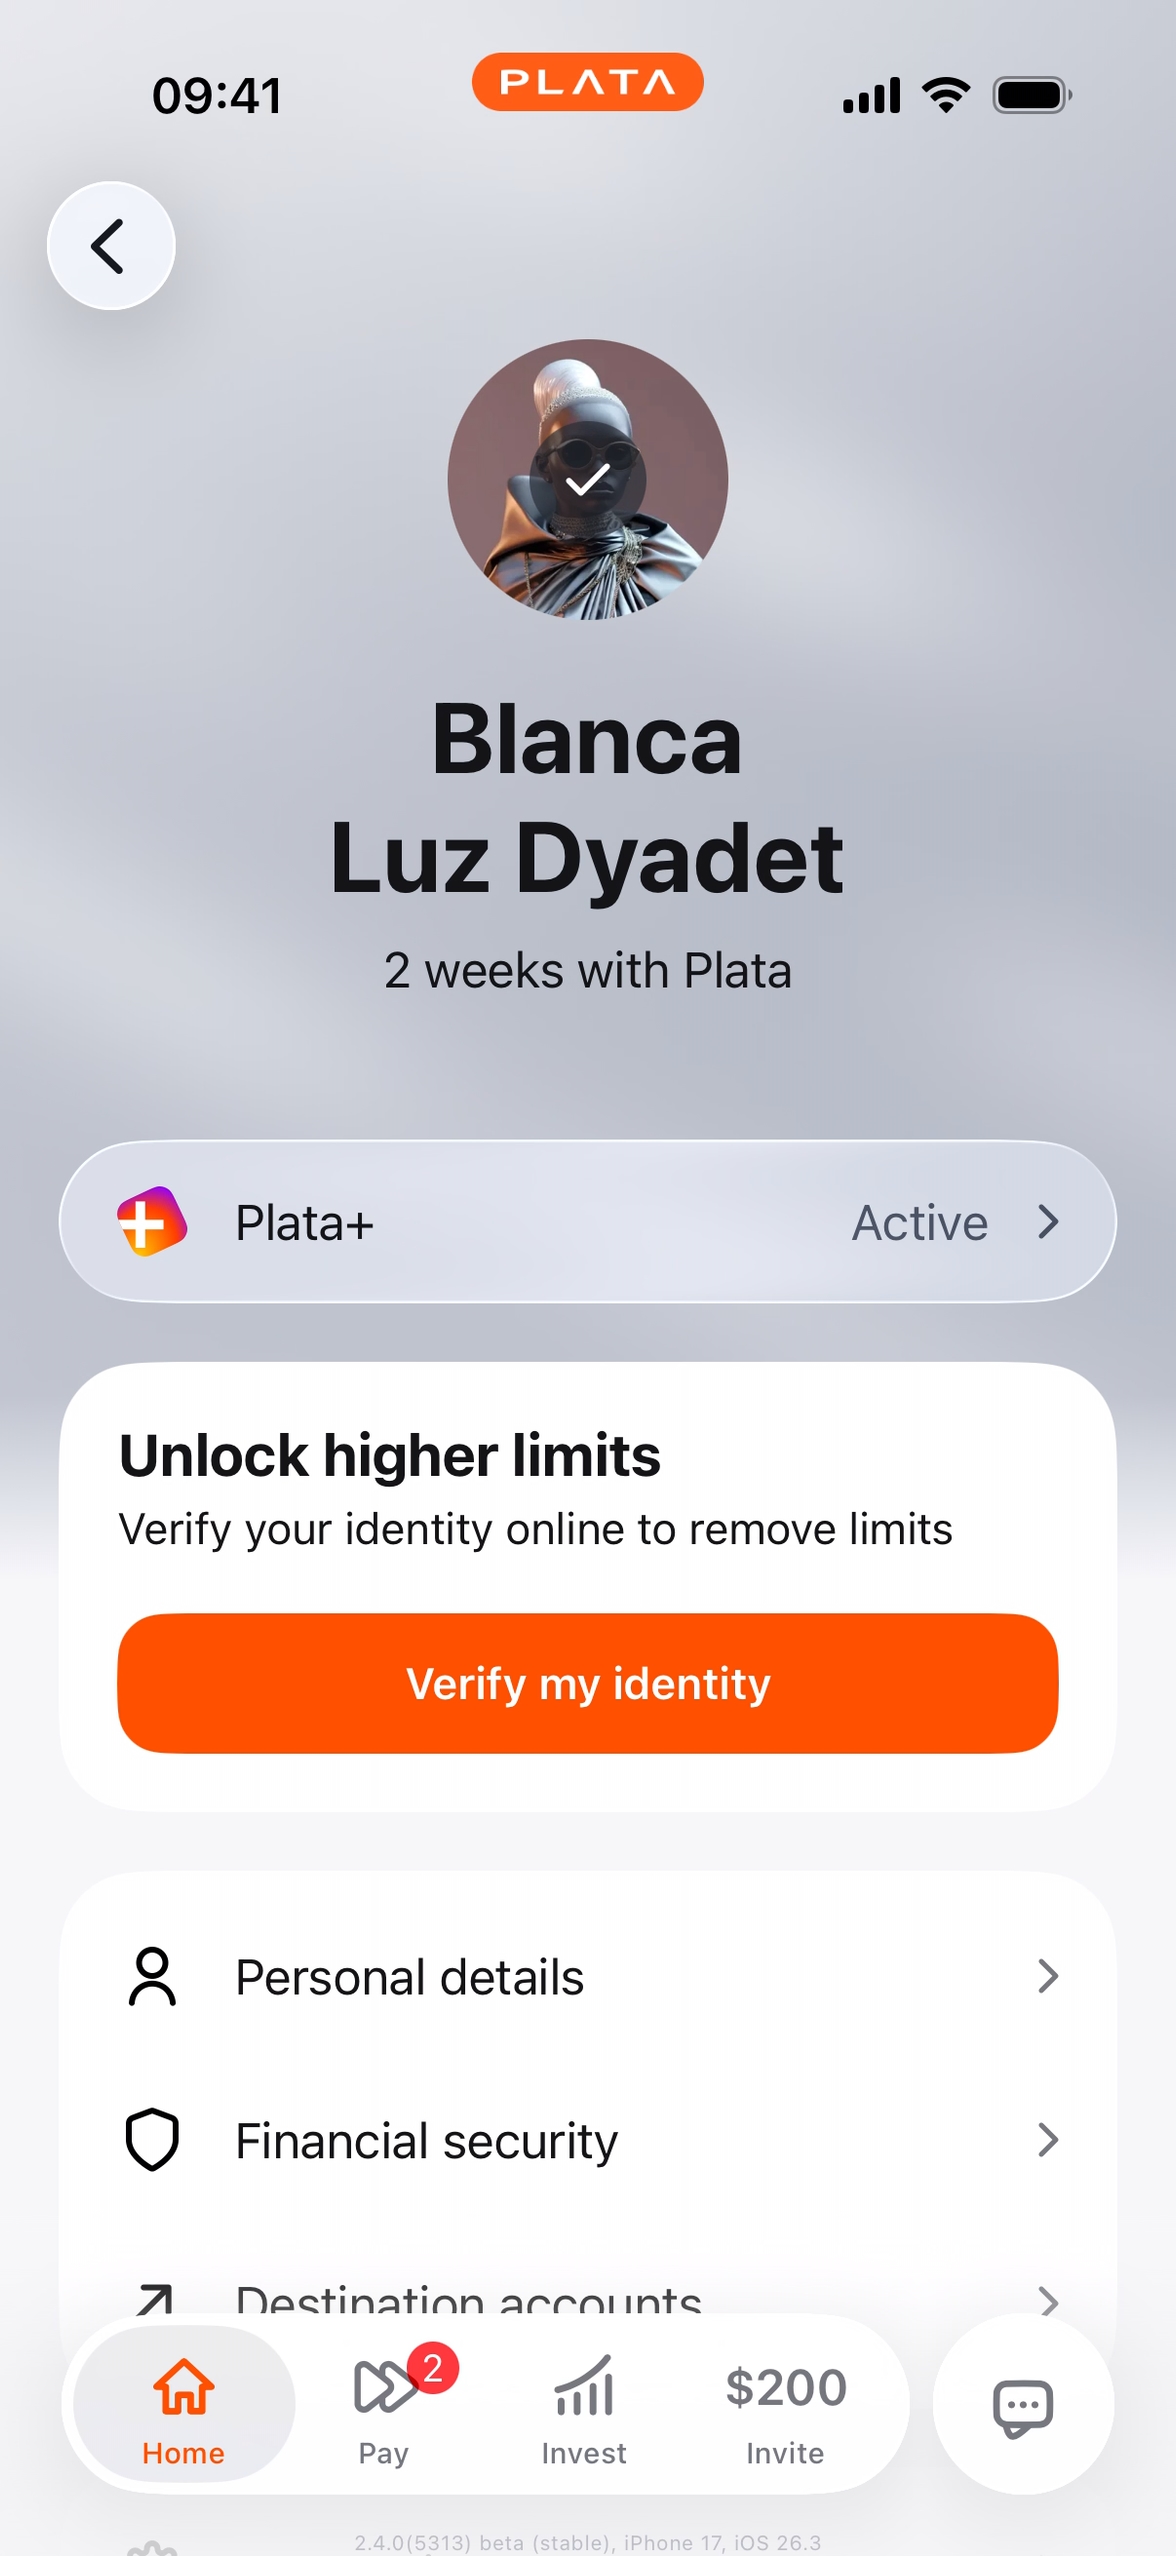 09:41
PLATA
Blanca
Luz Dyadet
2 weeks with Plata
Plata+
Active
Unlock higher limits
Verify your identity online to remove limits
Verify my identity
Personal details
Financial security
Destination accounts
2
$200
Home
Pay
Invest
Invite
2.4.0(5313) beta (stable), iPhone 17, iOS 26.3